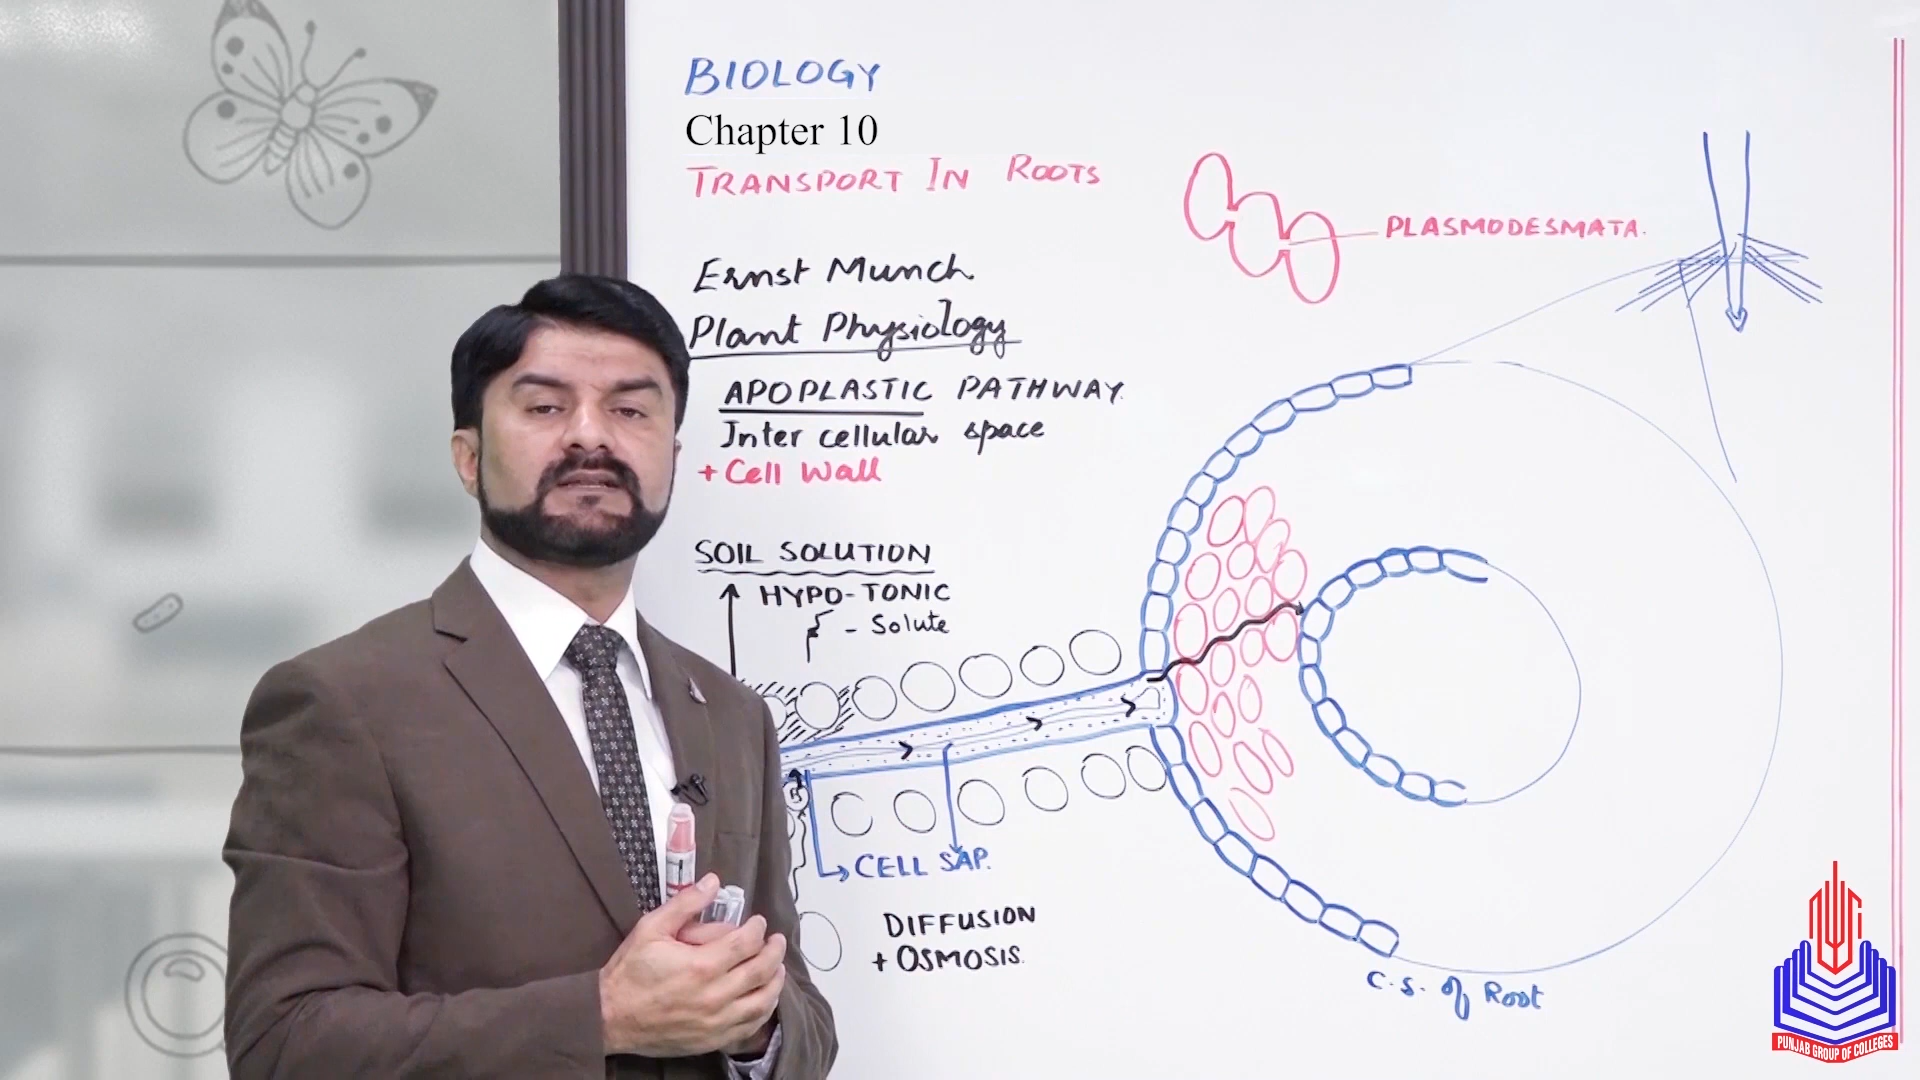 BIOLOGY
Chapter 10
TRANSPORT IN ROOTS
PLASMODESMATA.
Ernst Munch
Plant Physiology
APOPLASTIC PATHWAY.
Inter cellular space
+ Cell Wall
SOIL SOLUTION
HYPO-TONIC
- Solute
CELL SAP.
DIFFUSION
+ OSMOSIS.
C.S. of Root
PUNJAB GROUP OF COLLEGES